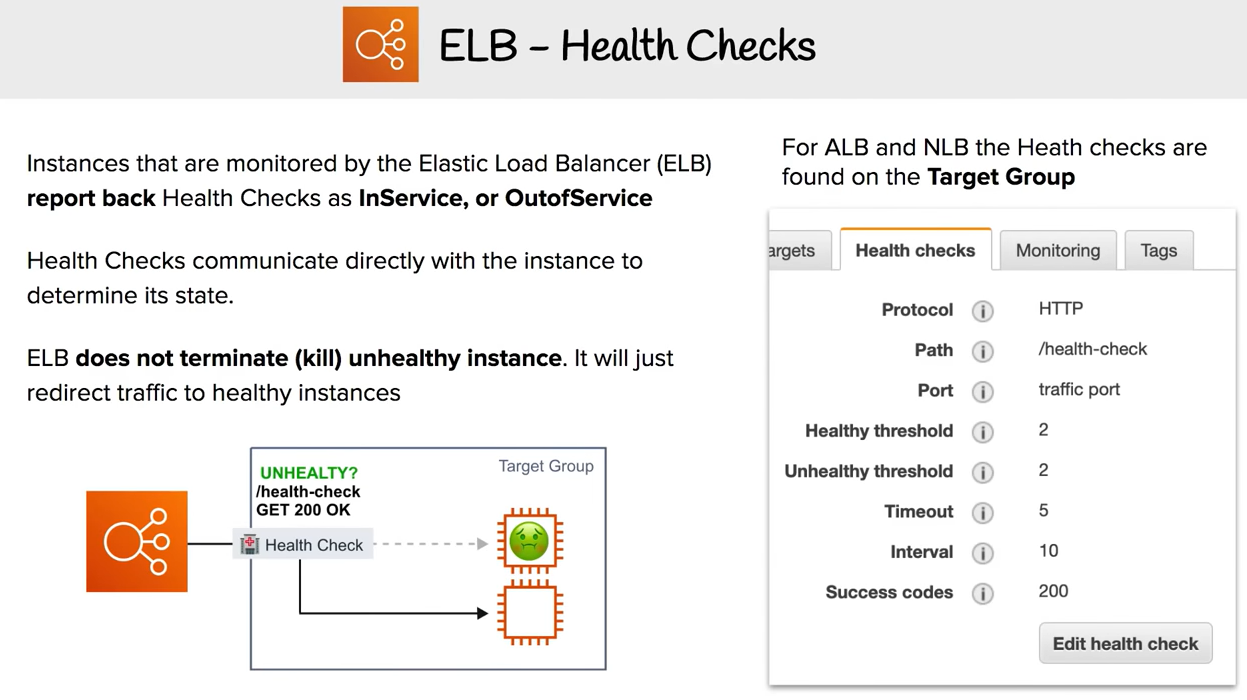 ELB – Health Checks
Instances that are monitored by the Elastic Load Balancer (ELB)
report back Health Checks as InService, or OutofService
Health Checks communicate directly with the instance to
determine its state.
ELB does not terminate (kill) unhealthy instance. It will just
redirect traffic to healthy instances
UNHEALTY?
/health-check
GET 200 OK
Health Check
Target Group
For ALB and NLB the Heath checks are
found on the Target Group
argets Health checks Monitoring Tags
Protocol i HTTP
Path i /health-check
Port i traffic port
Healthy threshold i 2
Unhealthy threshold i 2
Timeout i 5
Interval i 10
Success codes i 200
Edit health check